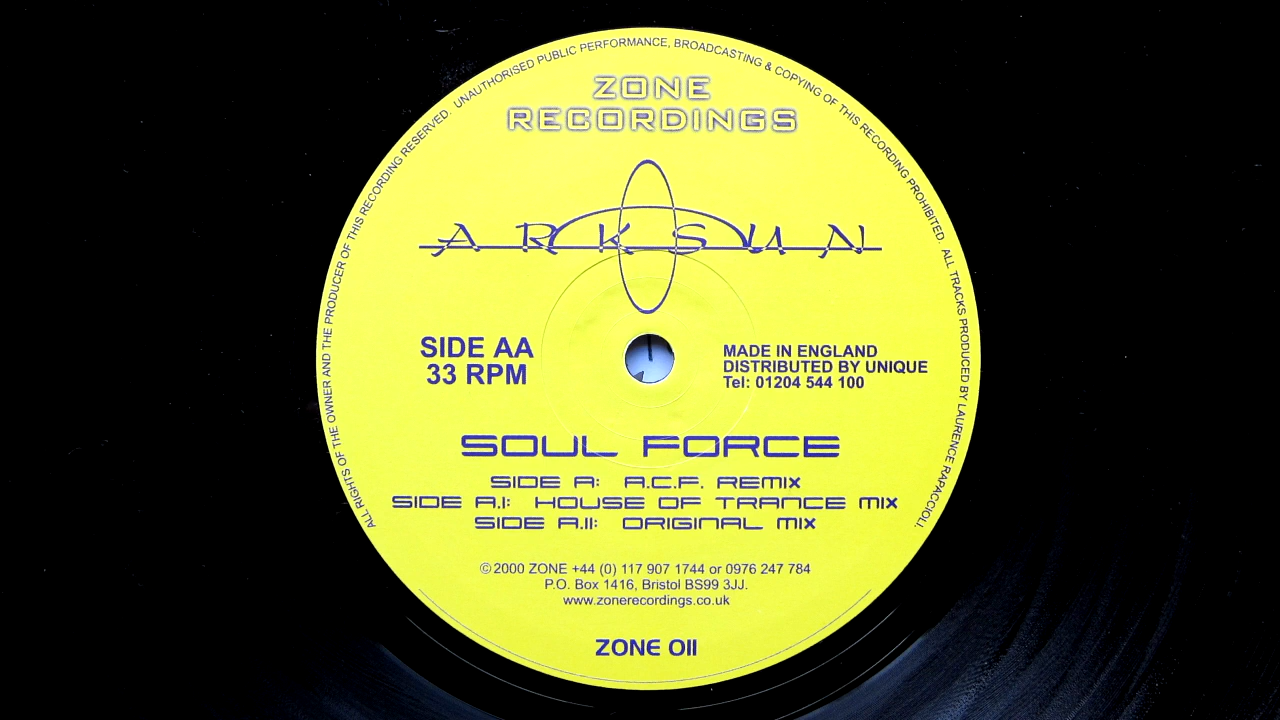 ALL RIGHTS OF THE OWNER AND THE PRODUCER OF THIS RECORDING RESERVED. UNAUTHORISED PUBLIC PERFORMANCE, BROADCASTING & COPYING OF THIS RECORDING PROHIBITED. ALL TRACKS PRODUCED BY LAURENCE RAPACCIOLI.
ZONE
RECORDINGS
ARKSUN
SIDE AA
33 RPM
MADE IN ENGLAND
DISTRIBUTED BY UNIQUE
Tel: 01204 544 100
SOUL FORCE
SIDE A: A.C.F. REMIX
SIDE A.I: HOUSE OF TRANCE MIX
SIDE A.II: ORIGINAL MIX
©2000 ZONE +44 (0) 117 907 1744 or 0976 247 784
P.O. Box 1416, Bristol BS99 3JJ.
www.zonerecordings.co.uk
ZONE 011